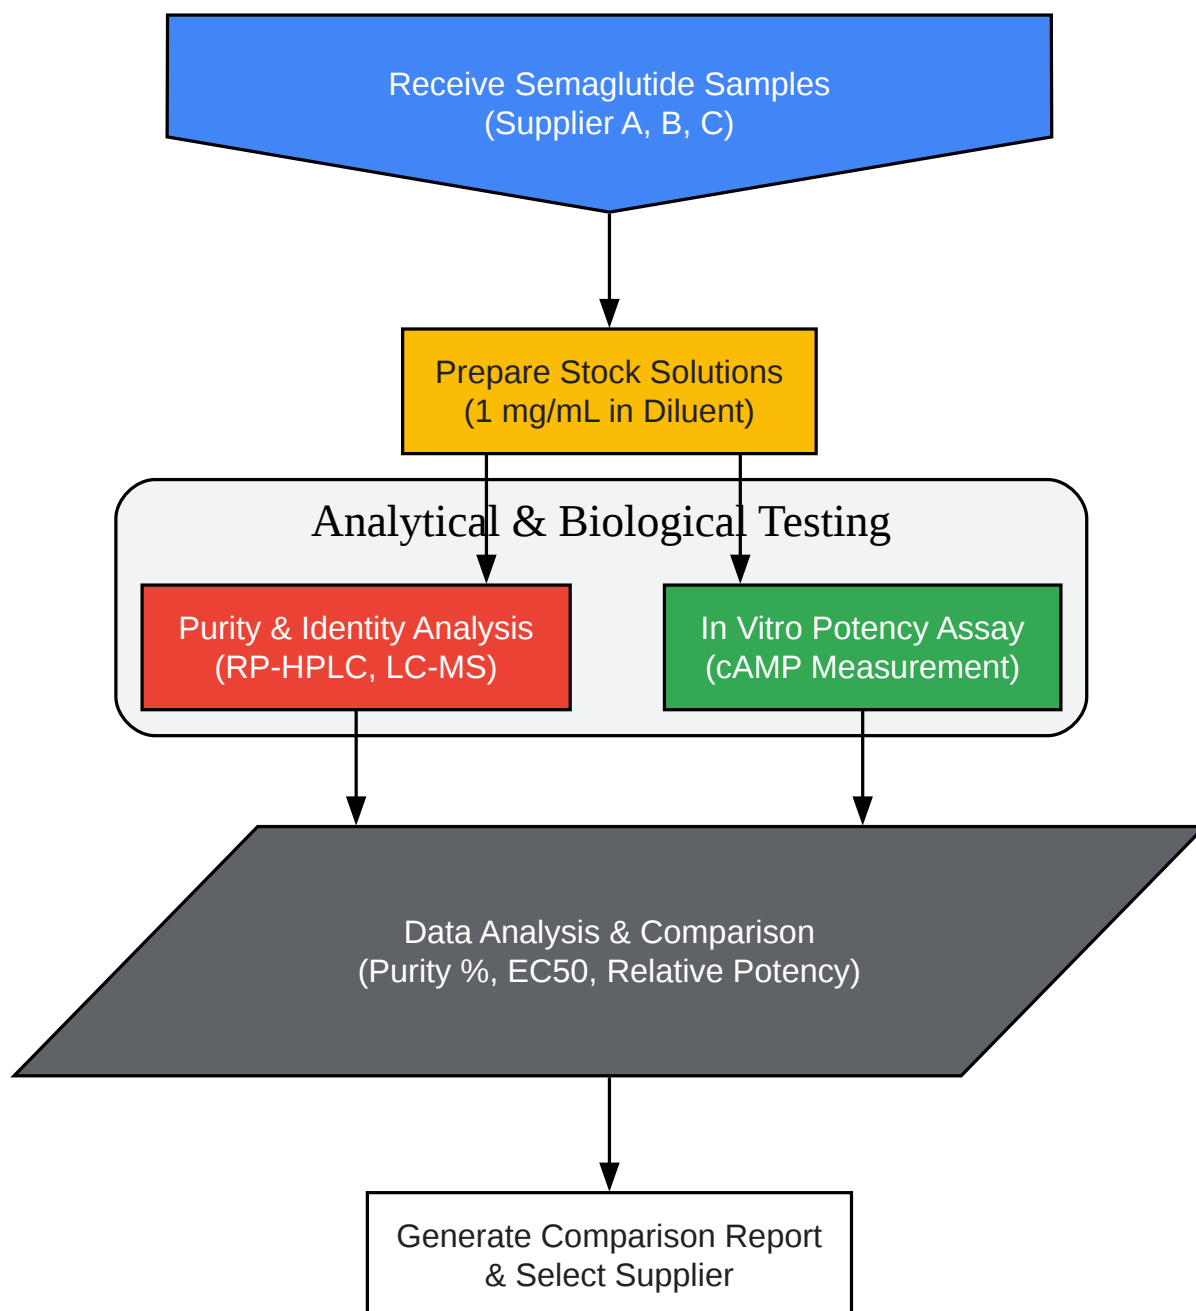 Receive Semaglutide Samples
(Supplier A, B, C)
Prepare Stock Solutions
(1 mg/mL in Diluent)
Analytical & Biological Testing
Purity & Identity Analysis
(RP-HPLC, LC-MS)
In Vitro Potency Assay
(cAMP Measurement)
Data Analysis & Comparison
(Purity %, EC50, Relative Potency)
Generate Comparison Report
& Select Supplier